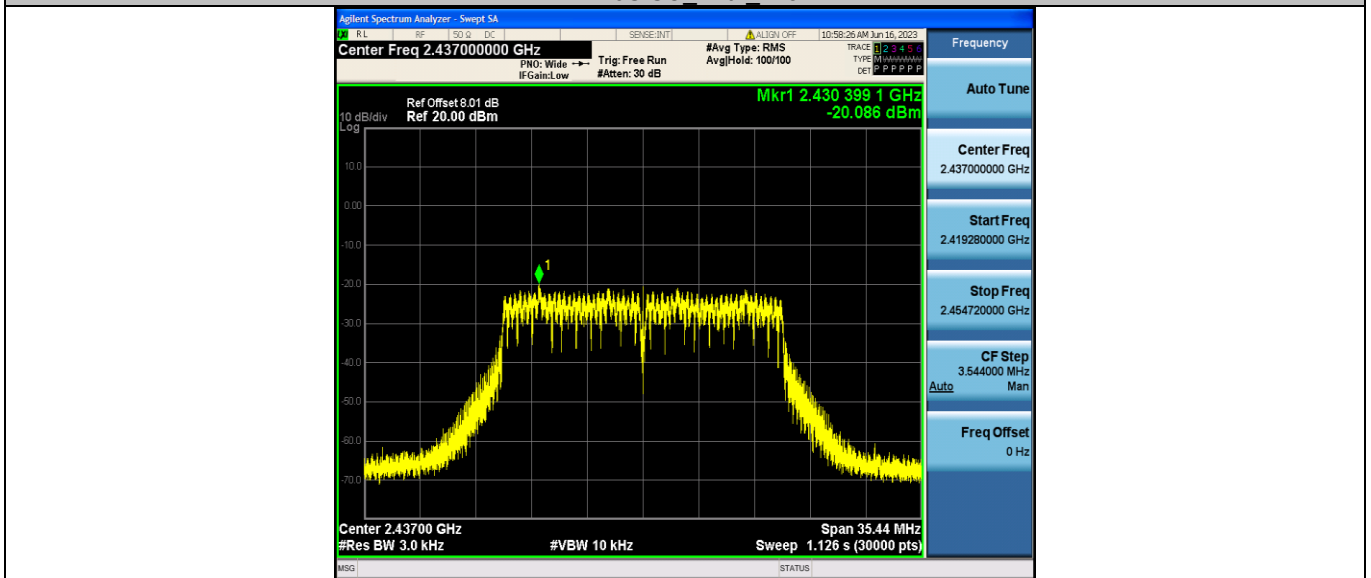 Agilent Spectrum Analyzer - Swept SA
RL RF 50 Ω DC SENSE:INT ALIGN OFF 10:58:26 AM Jun 16, 2023
Center Freq 2.437000000 GHz
PNO: Wide
IFGain:Low
Trig: Free Run
#Atten: 30 dB
#Avg Type: RMS
Avg|Hold: 100/100
TRACE 1 2 3 4 5 6
TYPE M
DET P P P P P P
Mkr1 2.430 399 1 GHz
-20.086 dBm
Ref Offset 8.01 dB
10 dB/div Ref 20.00 dBm
Log
10.0
0.00
-10.0
-20.0
-30.0
-40.0
-50.0
-60.0
-70.0
1
Center 2.43700 GHz Span 35.44 MHz
#Res BW 3.0 kHz #VBW 10 kHz Sweep 1.126 s (30000 pts)
MSG STATUS
Frequency
Auto Tune
Center Freq
2.437000000 GHz
Start Freq
2.419280000 GHz
Stop Freq
2.454720000 GHz
CF Step
3.544000 MHz
Auto Man
Freq Offset
0 Hz